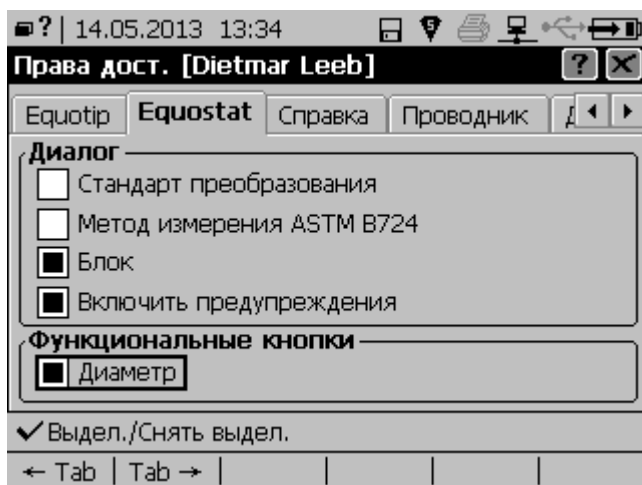 ? | 14.05.2013 13:34
Права дост. [Dietmar Leeb] ? X
Equotip Equostat Справка Проводник
Диалог
Стандарт преобразования
Метод измерения ASTM B724
Блок
Включить предупреждения
Функциональные кнопки
Диаметр
Выдел./Снять выдел.
← Tab | Tab →